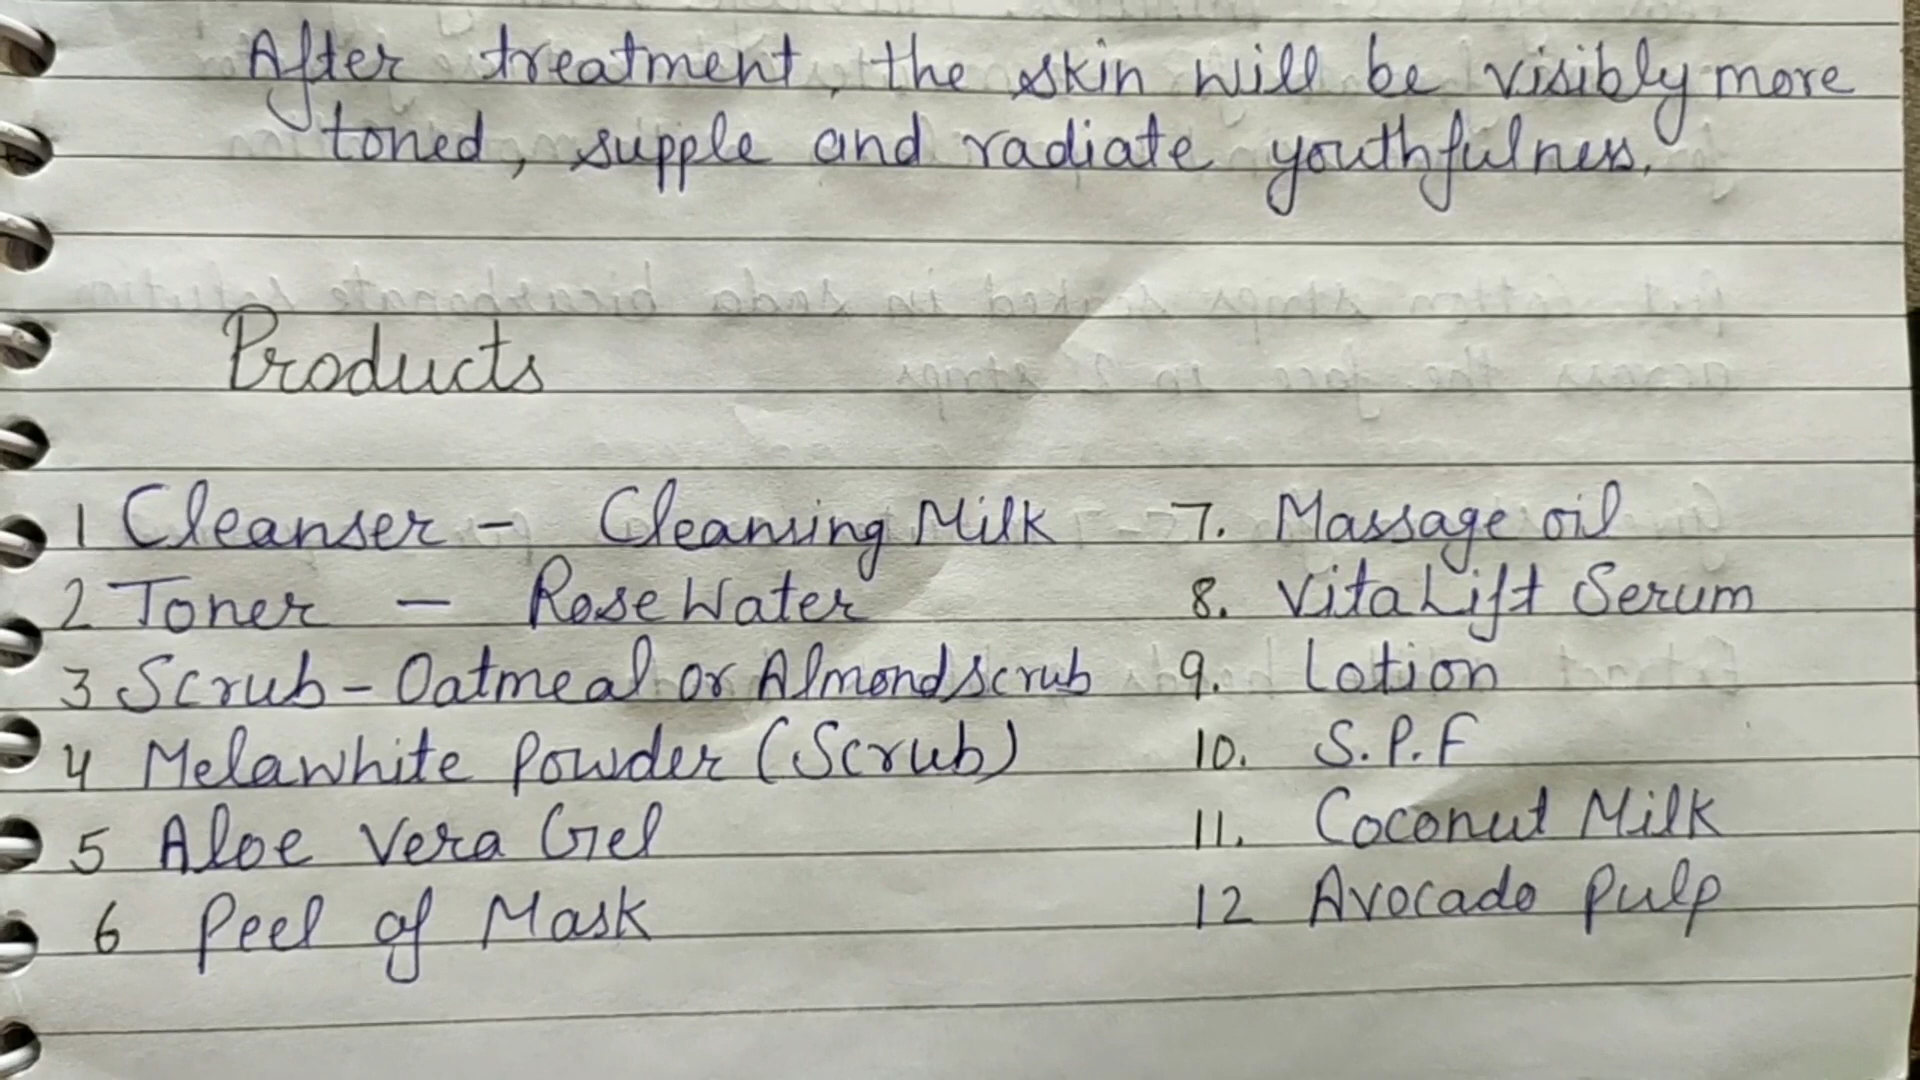 After treatment, the skin will be visibly more
toned, supple and radiate youthfulness.
Products
1 Cleanser - Cleansing Milk
2 Toner - Rose Water
3 Scrub - Oatmeal or Almond scrub
4 Melawhite Powder (Scrub)
5 Aloe Vera Gel
6 Peel of Mask
7. Massage oil
8. Vita Lift Serum
9. Lotion
10. S.P.F
11. Coconut Milk
12 Avocado Pulp